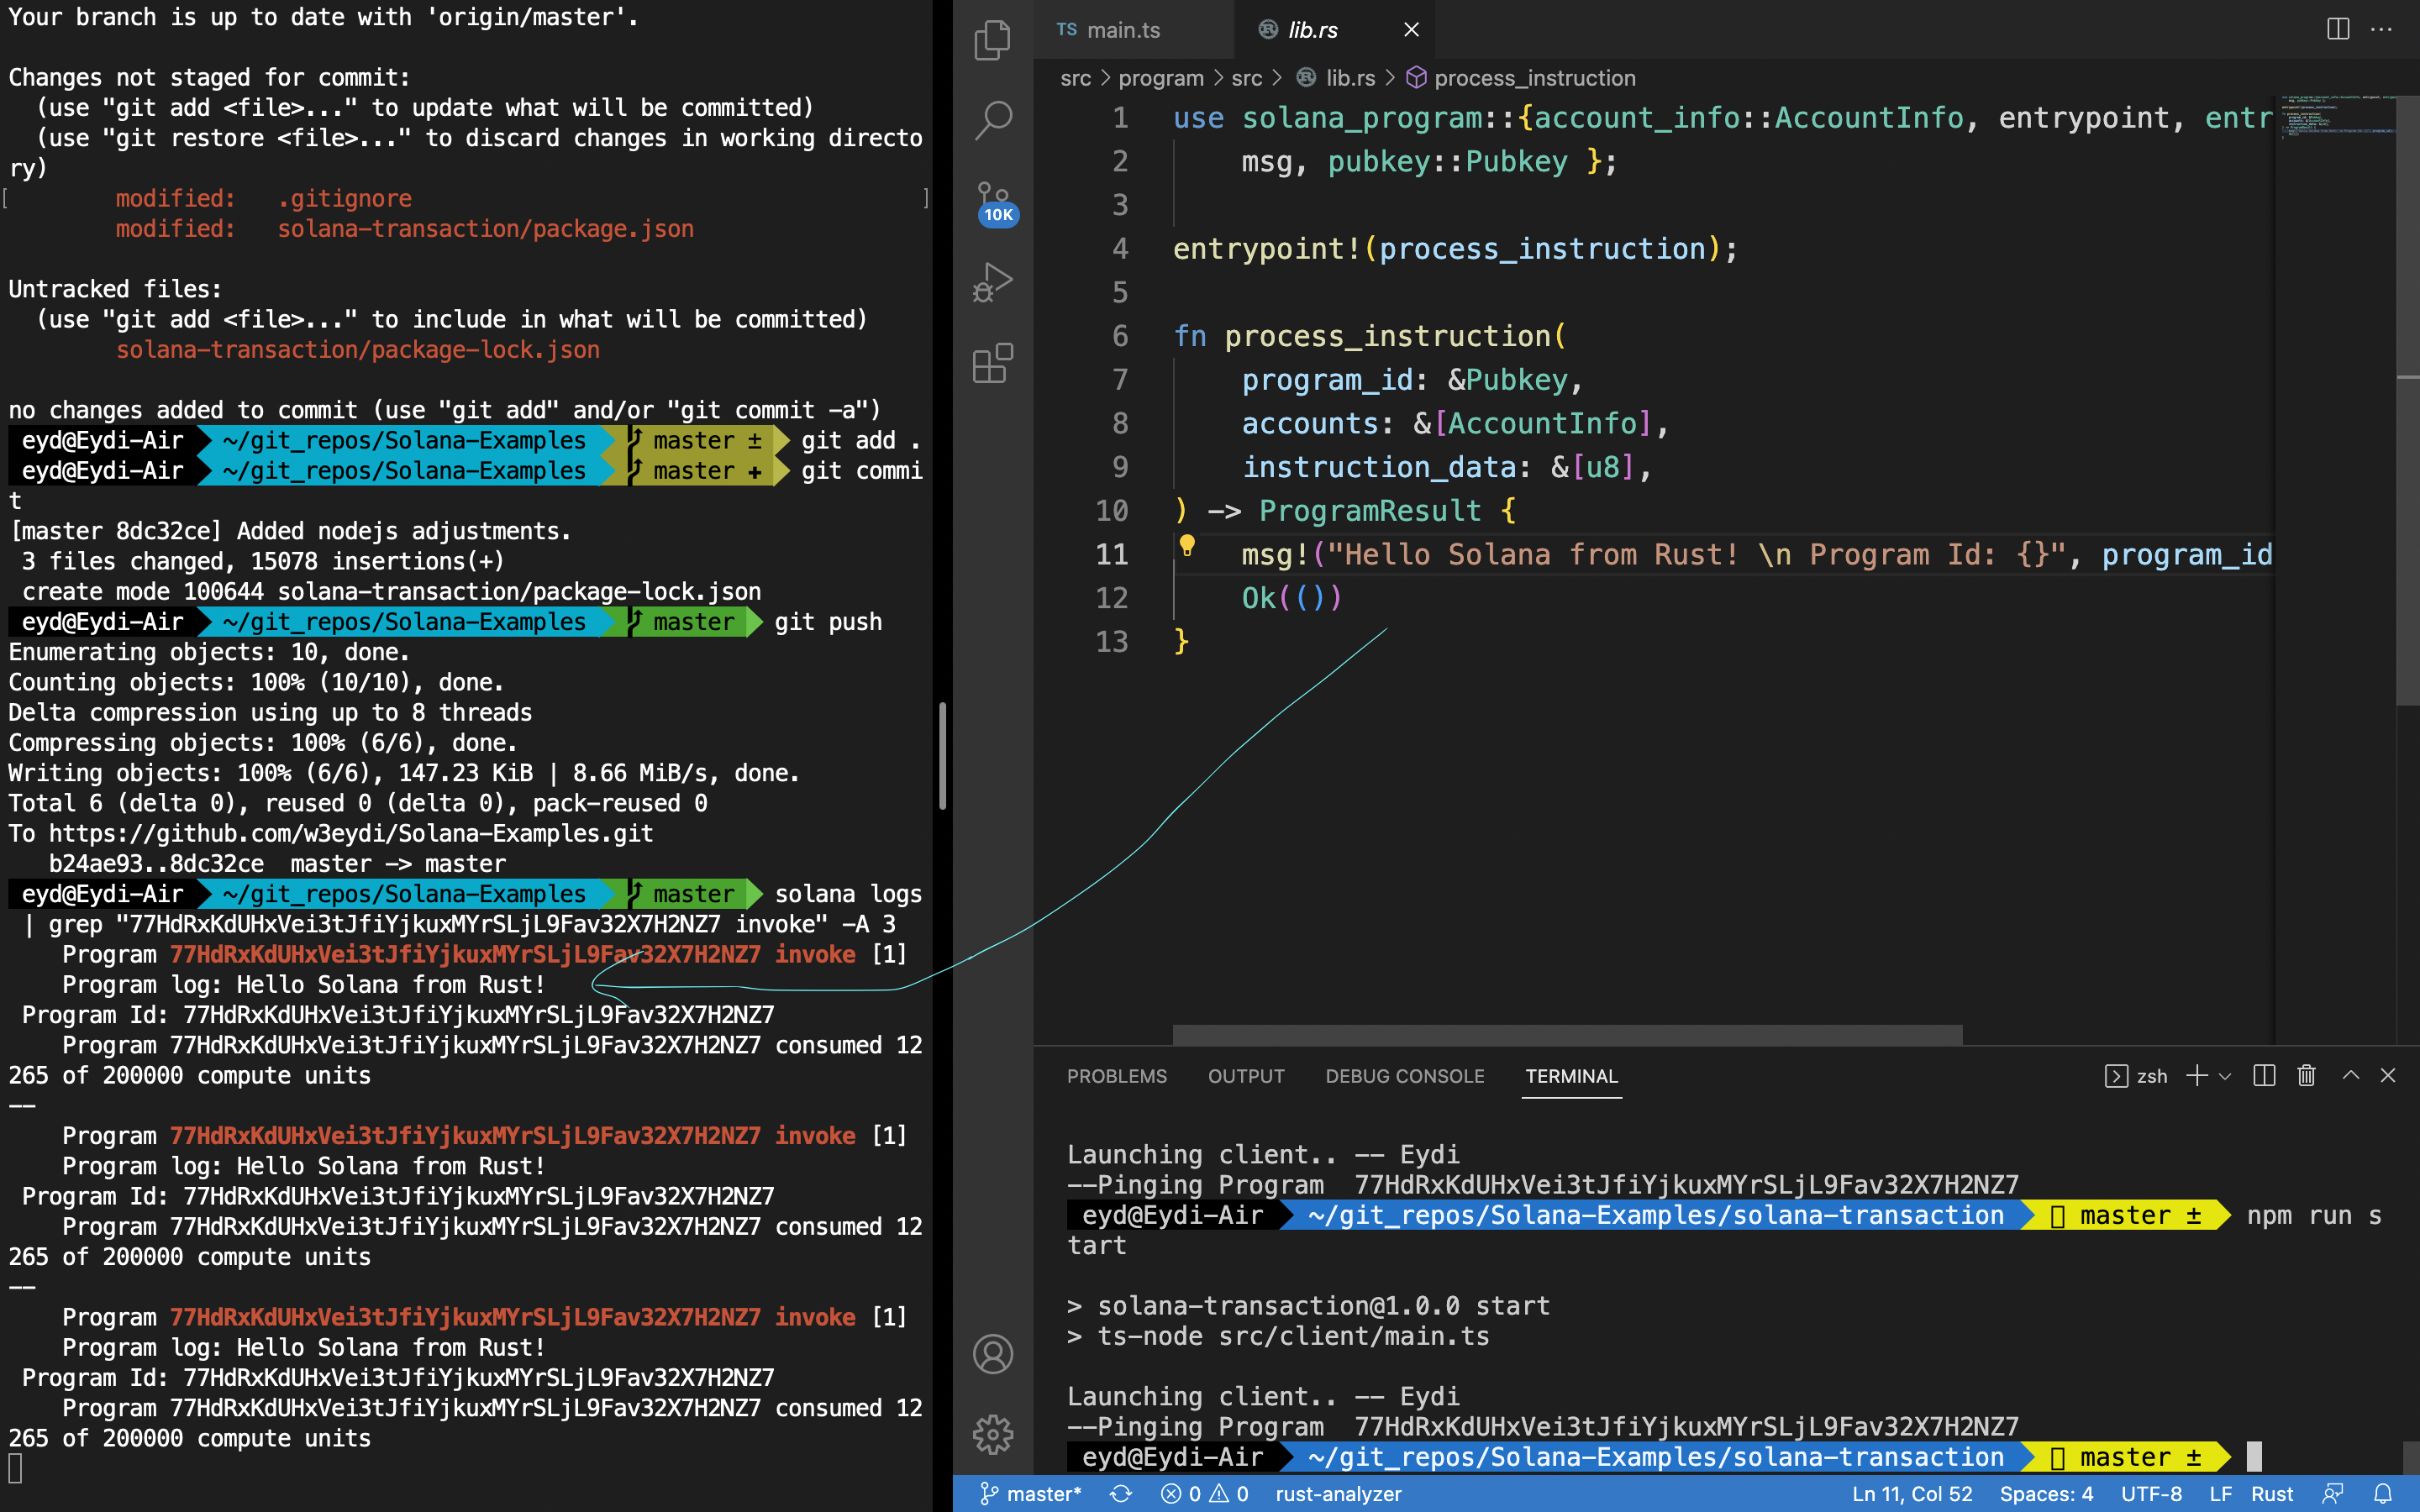 Your branch is up to date with 'origin/master'.
Changes not staged for commit:
(use "git add <file>..." to update what will be committed)
(use "git restore <file>..." to discard changes in working directo
ry)
[ modified: .gitignore ]
modified: solana-transaction/package.json
Untracked files:
(use "git add <file>..." to include in what will be committed)
solana-transaction/package-lock.json
no changes added to commit (use "git add" and/or "git commit -a")
eyd@Eydi-Air ~/git_repos/Solana-Examples master ± git add .
eyd@Eydi-Air ~/git_repos/Solana-Examples master + git commi
t
[master 8dc32ce] Added nodejs adjustments.
3 files changed, 15078 insertions(+)
create mode 100644 solana-transaction/package-lock.json
eyd@Eydi-Air ~/git_repos/Solana-Examples master git push
Enumerating objects: 10, done.
Counting objects: 100% (10/10), done.
Delta compression using up to 8 threads
Compressing objects: 100% (6/6), done.
Writing objects: 100% (6/6), 147.23 KiB | 8.66 MiB/s, done.
Total 6 (delta 0), reused 0 (delta 0), pack-reused 0
To https://github.com/w3eydi/Solana-Examples.git
b24ae93..8dc32ce master -> master
eyd@Eydi-Air ~/git_repos/Solana-Examples master solana logs
| grep "77HdRxKdUHxVei3tJfiYjkuxMYrSLjL9Fav32X7H2NZ7 invoke" -A 3
Program 77HdRxKdUHxVei3tJfiYjkuxMYrSLjL9Fav32X7H2NZ7 invoke [1]
Program log: Hello Solana from Rust!
Program Id: 77HdRxKdUHxVei3tJfiYjkuxMYrSLjL9Fav32X7H2NZ7
Program 77HdRxKdUHxVei3tJfiYjkuxMYrSLjL9Fav32X7H2NZ7 consumed 12
265 of 200000 compute units
--
Program 77HdRxKdUHxVei3tJfiYjkuxMYrSLjL9Fav32X7H2NZ7 invoke [1]
Program log: Hello Solana from Rust!
Program Id: 77HdRxKdUHxVei3tJfiYjkuxMYrSLjL9Fav32X7H2NZ7
Program 77HdRxKdUHxVei3tJfiYjkuxMYrSLjL9Fav32X7H2NZ7 consumed 12
265 of 200000 compute units
--
Program 77HdRxKdUHxVei3tJfiYjkuxMYrSLjL9Fav32X7H2NZ7 invoke [1]
Program log: Hello Solana from Rust!
Program Id: 77HdRxKdUHxVei3tJfiYjkuxMYrSLjL9Fav32X7H2NZ7
Program 77HdRxKdUHxVei3tJfiYjkuxMYrSLjL9Fav32X7H2NZ7 consumed 12
265 of 200000 compute units
10K
TS main.ts lib.rs
src > program > src > lib.rs > process_instruction
1 use solana_program::{account_info::AccountInfo, entrypoint, entr
2 msg, pubkey::Pubkey };
3
4 entrypoint!(process_instruction);
5
6 fn process_instruction(
7 program_id: &Pubkey,
8 accounts: &[AccountInfo],
9 instruction_data: &[u8],
10 ) -> ProgramResult {
11 msg!("Hello Solana from Rust! \n Program Id: {}", program_id
12 Ok(())
13 }
PROBLEMS OUTPUT DEBUG CONSOLE TERMINAL zsh
Launching client.. -- Eydi
--Pinging Program 77HdRxKdUHxVei3tJfiYjkuxMYrSLjL9Fav32X7H2NZ7
eyd@Eydi-Air ~/git_repos/Solana-Examples/solana-transaction master ± npm run s
tart
> solana-transaction@1.0.0 start
> ts-node src/client/main.ts
Launching client.. -- Eydi
--Pinging Program 77HdRxKdUHxVei3tJfiYjkuxMYrSLjL9Fav32X7H2NZ7
eyd@Eydi-Air ~/git_repos/Solana-Examples/solana-transaction master ±
master* 0 0 rust-analyzer Ln 11, Col 52 Spaces: 4 UTF-8 LF Rust